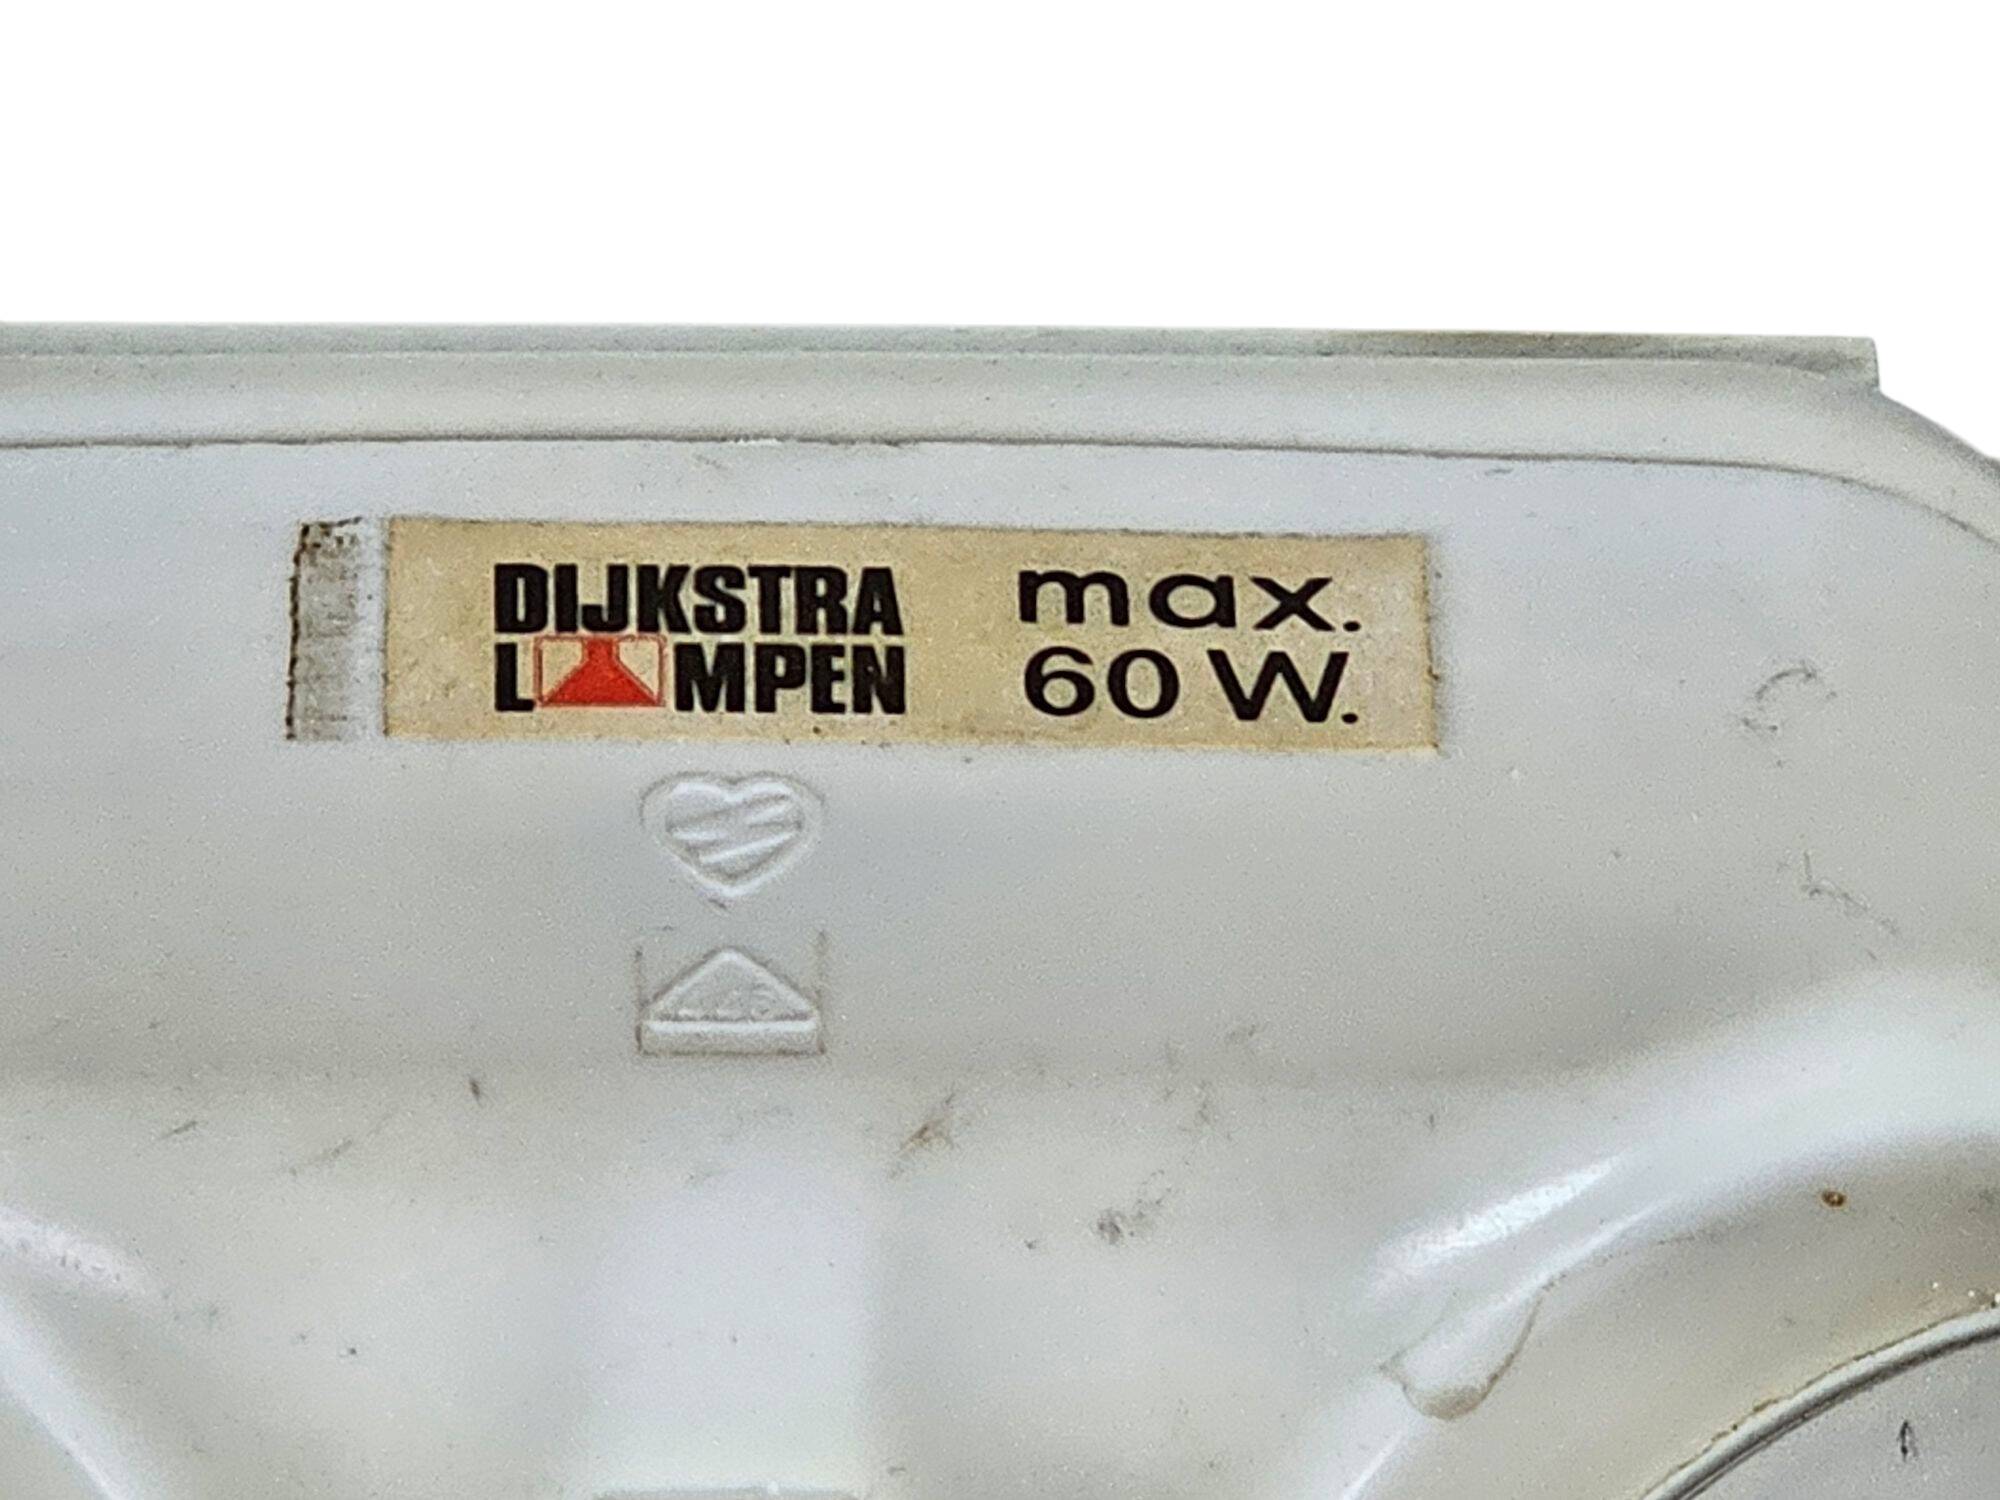 DIJKSTRA
LAMPEN
max.
60 W.